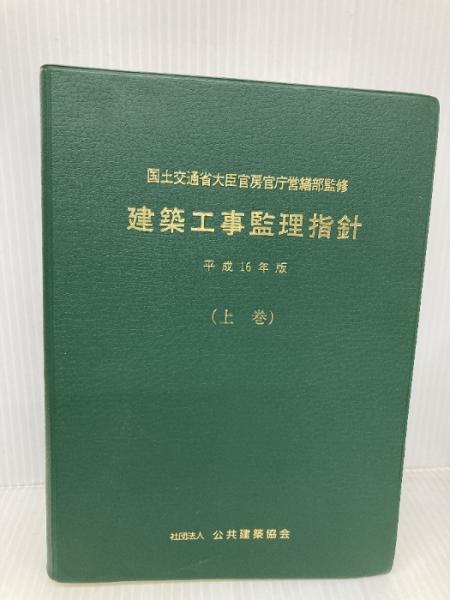 国土交通省大臣官房官庁営繕部監修
建築工事監理指針
平成16年版
(上巻)
社団法人 公共建築協会